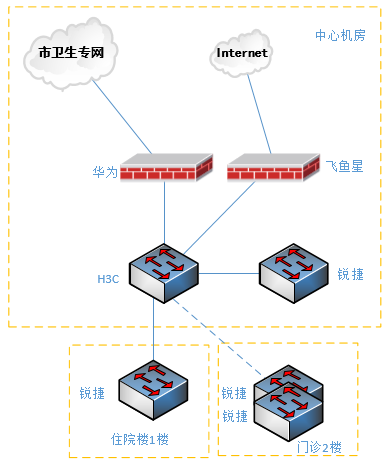 中心机房
市卫生专网
Internet
华为
飞鱼星
H3C
锐捷
锐捷
住院楼1楼
锐捷
锐捷
门诊2楼